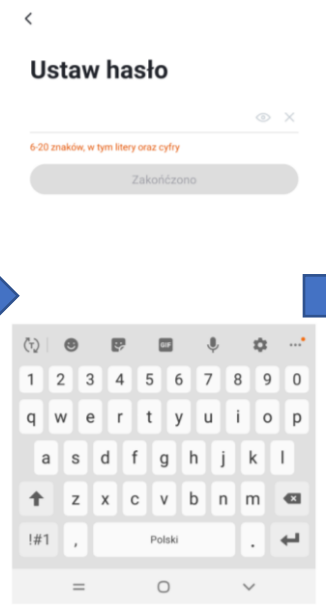 Ustaw hasło
6-20 znaków, w tym litery oraz cyfry
Zakończono
GIF
1 2 3 4 5 6 7 8 9 0
q w e r t y u i o p
a s d f g h j k l
z x c v b n m
!#1 , Polski .